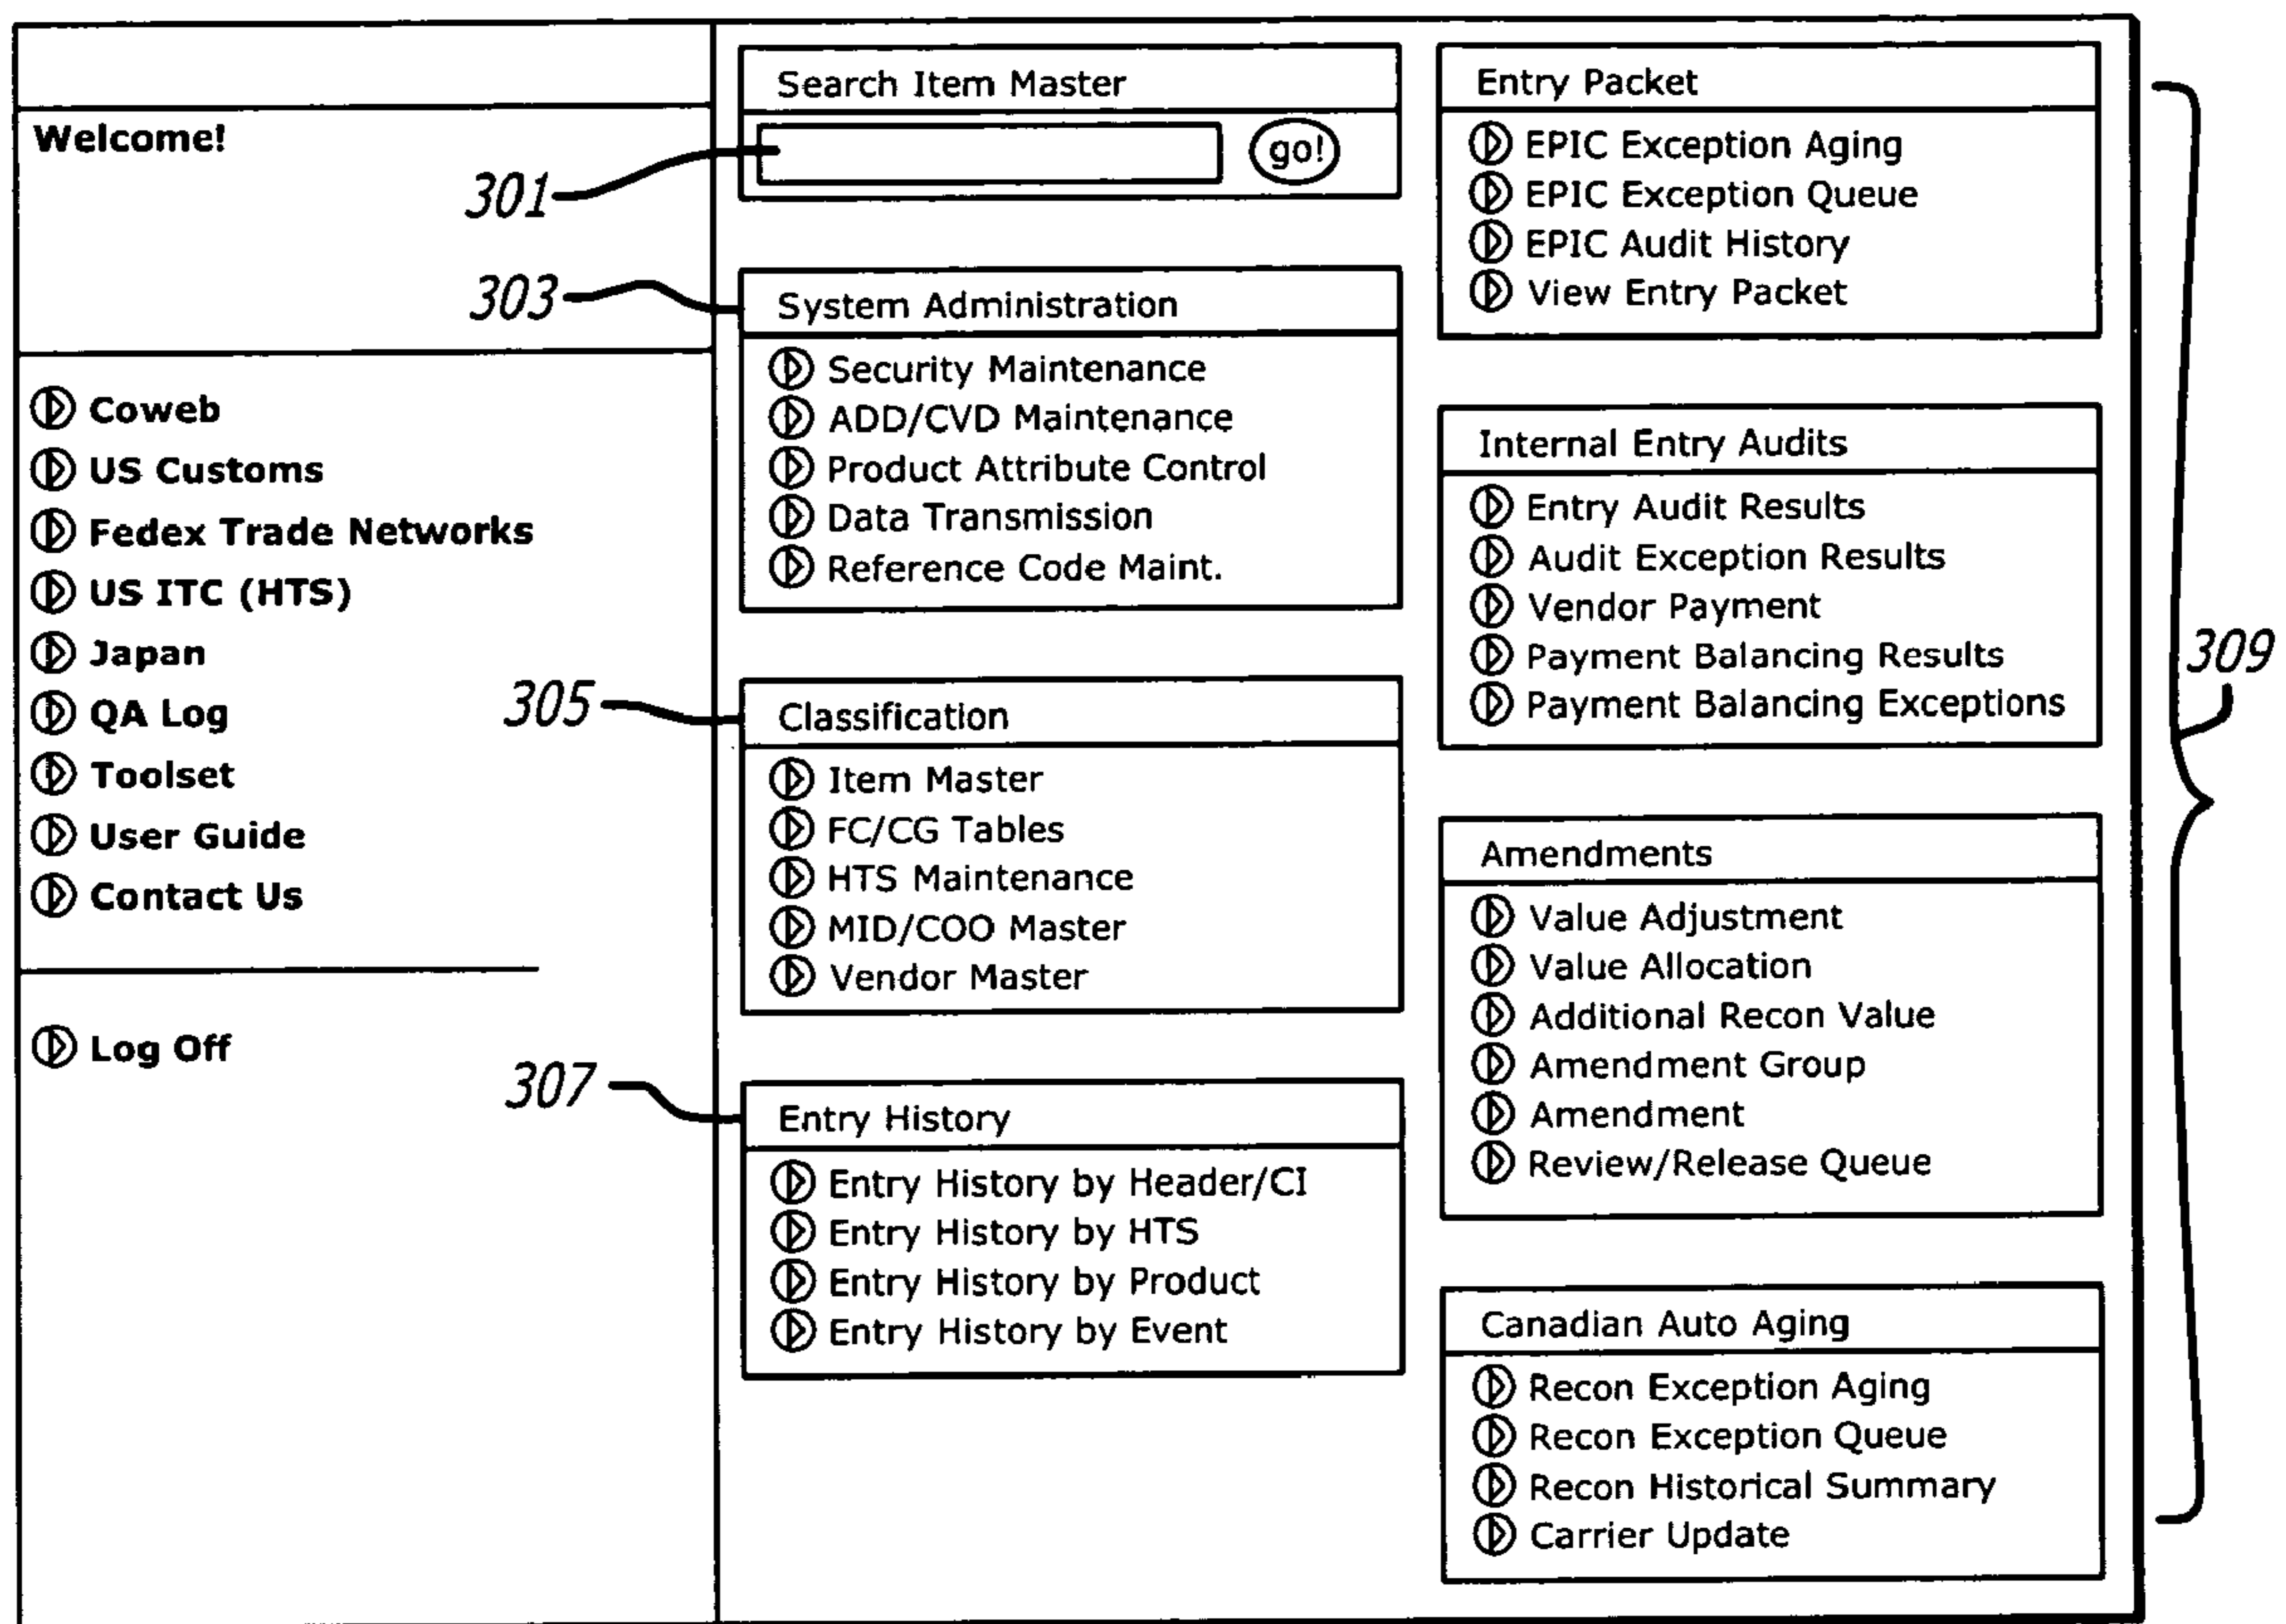 Welcome!
Coweb
US Customs
Fedex Trade Networks
US ITC (HTS)
Japan
QA Log
Toolset
User Guide
Contact Us
Log Off
301
Search Item Master
go!
303
System Administration
Security Maintenance
ADD/CVD Maintenance
Product Attribute Control
Data Transmission
Reference Code Maint.
305
Classification
Item Master
FC/CG Tables
HTS Maintenance
MID/COO Master
Vendor Master
307
Entry History
Entry History by Header/CI
Entry History by HTS
Entry History by Product
Entry History by Event
Entry Packet
EPIC Exception Aging
EPIC Exception Queue
EPIC Audit History
View Entry Packet
Internal Entry Audits
Entry Audit Results
Audit Exception Results
Vendor Payment
Payment Balancing Results
Payment Balancing Exceptions
Amendments
Value Adjustment
Value Allocation
Additional Recon Value
Amendment Group
Amendment
Review/Release Queue
Canadian Auto Aging
Recon Exception Aging
Recon Exception Queue
Recon Historical Summary
Carrier Update
309